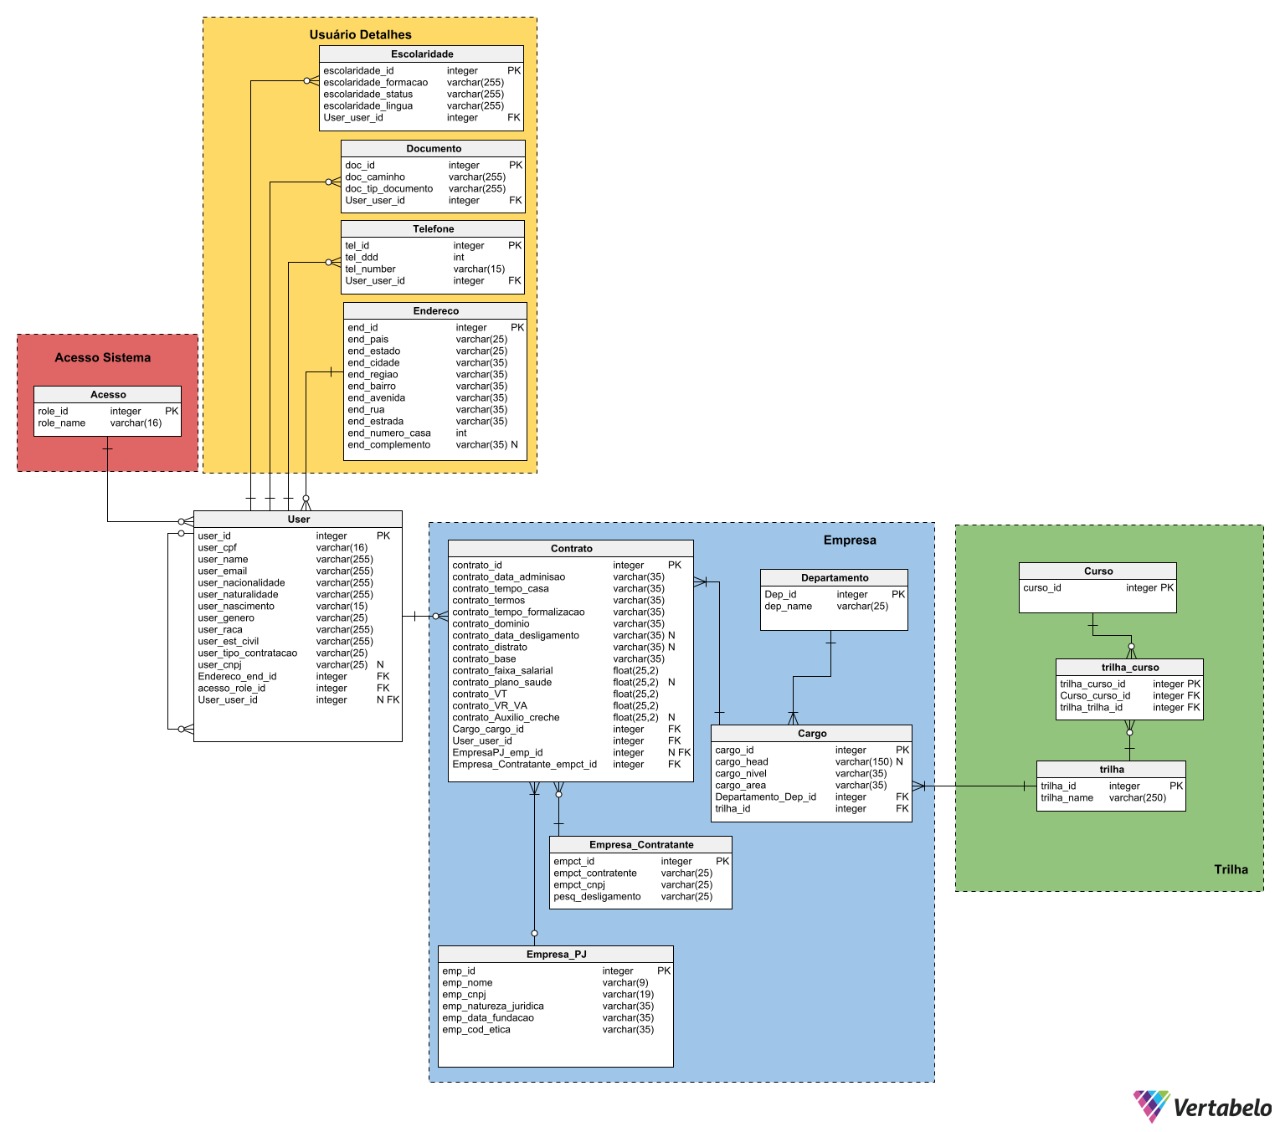 Usuário Detalhes
Escolaridade
escolaridade_id integer PK
escolaridade_formacao varchar(255)
escolaridade_status varchar(255)
escolaridade_lingua varchar(255)
User_user_id integer FK
Documento
doc_id integer PK
doc_caminho varchar(255)
doc_tip_documento varchar(255)
User_user_id integer FK
Telefone
tel_id integer PK
tel_ddd int
tel_number varchar(15)
User_user_id integer FK
Endereco
end_id integer PK
end_pais varchar(25)
end_estado varchar(25)
end_cidade varchar(35)
end_regiao varchar(35)
end_bairro varchar(35)
end_avenida varchar(35)
end_rua varchar(35)
end_estrada varchar(35)
end_numero_casa int
end_complemento varchar(35) N
Acesso Sistema
Acesso
role_id integer PK
role_name varchar(16)
User
user_id integer PK
user_cpf varchar(16)
user_name varchar(255)
user_email varchar(255)
user_nacionalidade varchar(255)
user_naturalidade varchar(255)
user_nascimento varchar(15)
user_genero varchar(25)
user_raca varchar(255)
user_est_civil varchar(255)
user_tipo_contratacao varchar(25)
user_cnpj varchar(25) N
Endereco_end_id integer FK
acesso_role_id integer FK
User_user_id integer N FK
Empresa
Contrato
contrato_id integer PK
contrato_data_adminisao varchar(35)
contrato_tempo_casa varchar(35)
contrato_termos varchar(35)
contrato_tempo_formalizacao varchar(35)
contrato_dominio varchar(35)
contrato_data_desligamento varchar(35) N
contrato_distrato varchar(35) N
contrato_base varchar(35)
contrato_faixa_salarial float(25,2)
contrato_plano_saude float(25,2) N
contrato_VT float(25,2)
contrato_VR_VA float(25,2)
contrato_Auxilio_creche float(25,2) N
Cargo_cargo_id integer FK
User_user_id integer FK
EmpresaPJ_emp_id integer N FK
Empresa_Contratante_empct_id integer FK
Departamento
Dep_id integer PK
dep_name varchar(25)
Cargo
cargo_id integer PK
cargo_head varchar(150) N
cargo_nivel varchar(35)
cargo_area varchar(35)
Departamento_Dep_id integer FK
trilha_id integer FK
Empresa_Contratante
empct_id integer PK
empct_contratente varchar(25)
empct_cnpj varchar(25)
pesq_desligamento varchar(25)
Empresa_PJ
emp_id integer PK
emp_nome varchar(9)
emp_cnpj varchar(19)
emp_natureza_juridica varchar(35)
emp_data_fundacao varchar(35)
emp_cod_etica varchar(35)
Curso
curso_id integer PK
trilha_curso
trilha_curso_id integer PK
Curso_curso_id integer FK
trilha_trilha_id integer FK
trilha
trilha_id integer PK
trilha_name varchar(250)
Trilha
Vertabelo